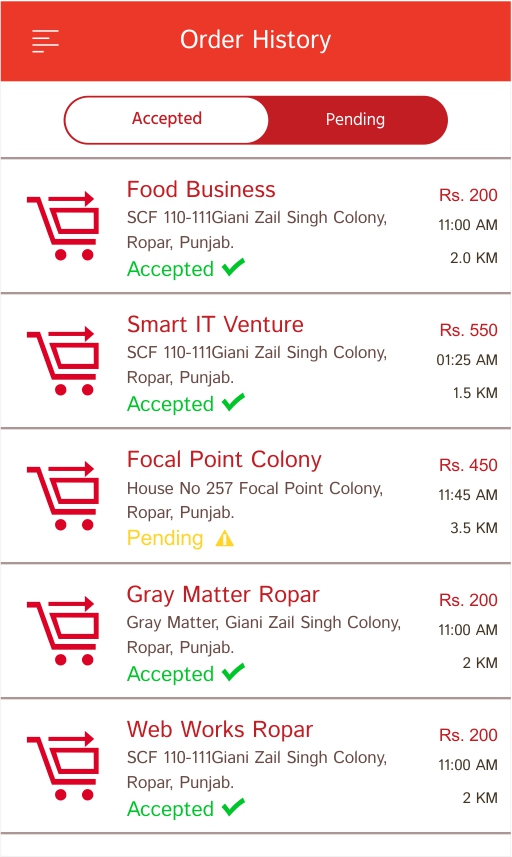 Order History
Accepted
Pending
Food Business
Rs. 200
SCF 110-111Giani Zail Singh Colony,
11:00 AM
Ropar, Punjab.
2.0 KM
Accepted
Smart IT Venture
Rs. 550
SCF 110-111Giani Zail Singh Colony,
01:25 AM
Ropar, Punjab.
1.5 KM
Accepted
Focal Point Colony
Rs. 450
House No 257 Focal Point Colony,
11:45 AM
Ropar, Punjab.
3.5 KM
Pending
Gray Matter Ropar
Rs. 200
Gray Matter, Giani Zail Singh Colony,
11:00 AM
Ropar, Punjab.
2 KM
Accepted
Web Works Ropar
Rs. 200
SCF 110-111Giani Zail Singh Colony,
11:00 AM
Ropar, Punjab.
2 KM
Accepted